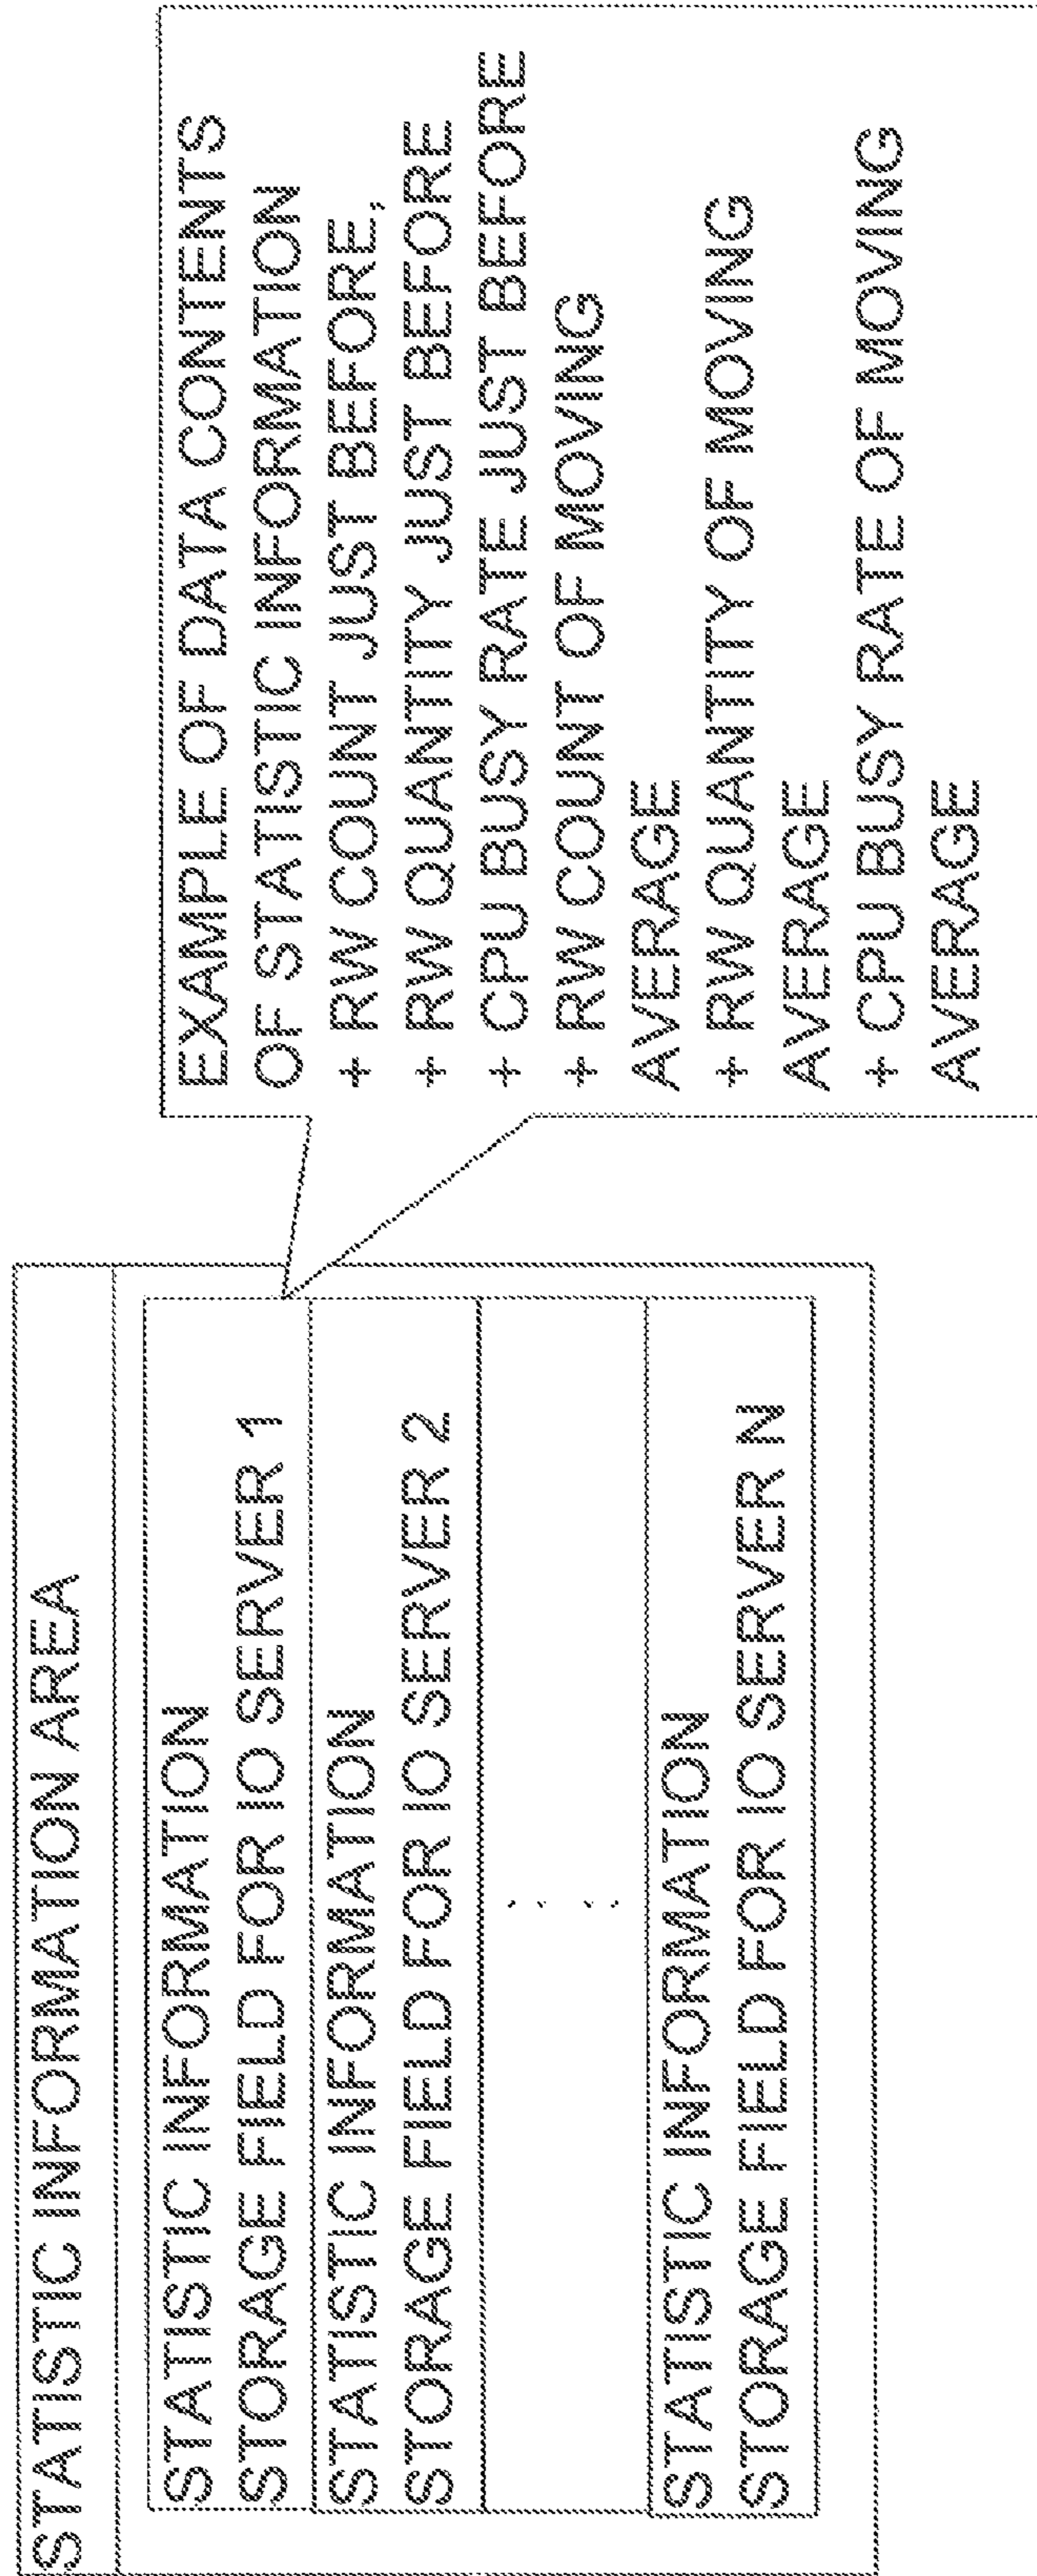 STATISTIC INFORMATION AREA
STATISTIC INFORMATION
STORAGE FIELD FOR IO SERVER 1
STATISTIC INFORMATION
STORAGE FIELD FOR IO SERVER 2
. . . .
STATISTIC INFORMATION
STORAGE FIELD FOR IO SERVER N
EXAMPLE OF DATA CONTENTS
OF STATISTIC INFORMATION
+ RW COUNT JUST BEFORE,
+ RW QUANTITY JUST BEFORE
+ CPU BUSY RATE JUST BEFORE
+ RW COUNT OF MOVING
AVERAGE
+ RW QUANTITY OF MOVING
AVERAGE
+ CPU BUSY RATE OF MOVING
AVERAGE